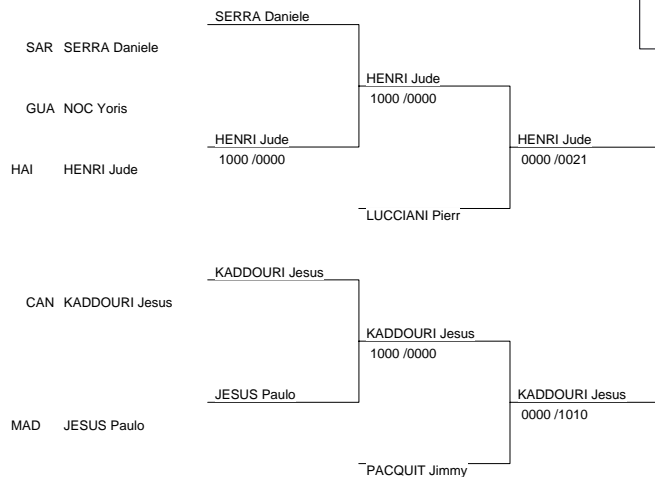 SERRA Daniele
SAR SERRA Daniele
HENRI Jude
1000 /0000
GUA NOC Yoris
HENRI Jude
1000 /0000
HENRI Jude
0000 /0021
HAI HENRI Jude
LUCCIANI Pierr
KADDOURI Jesus
CAN KADDOURI Jesus
KADDOURI Jesus
1000 /0000
JESUS Paulo
KADDOURI Jesus
0000 /1010
MAD JESUS Paulo
PACQUIT Jimmy